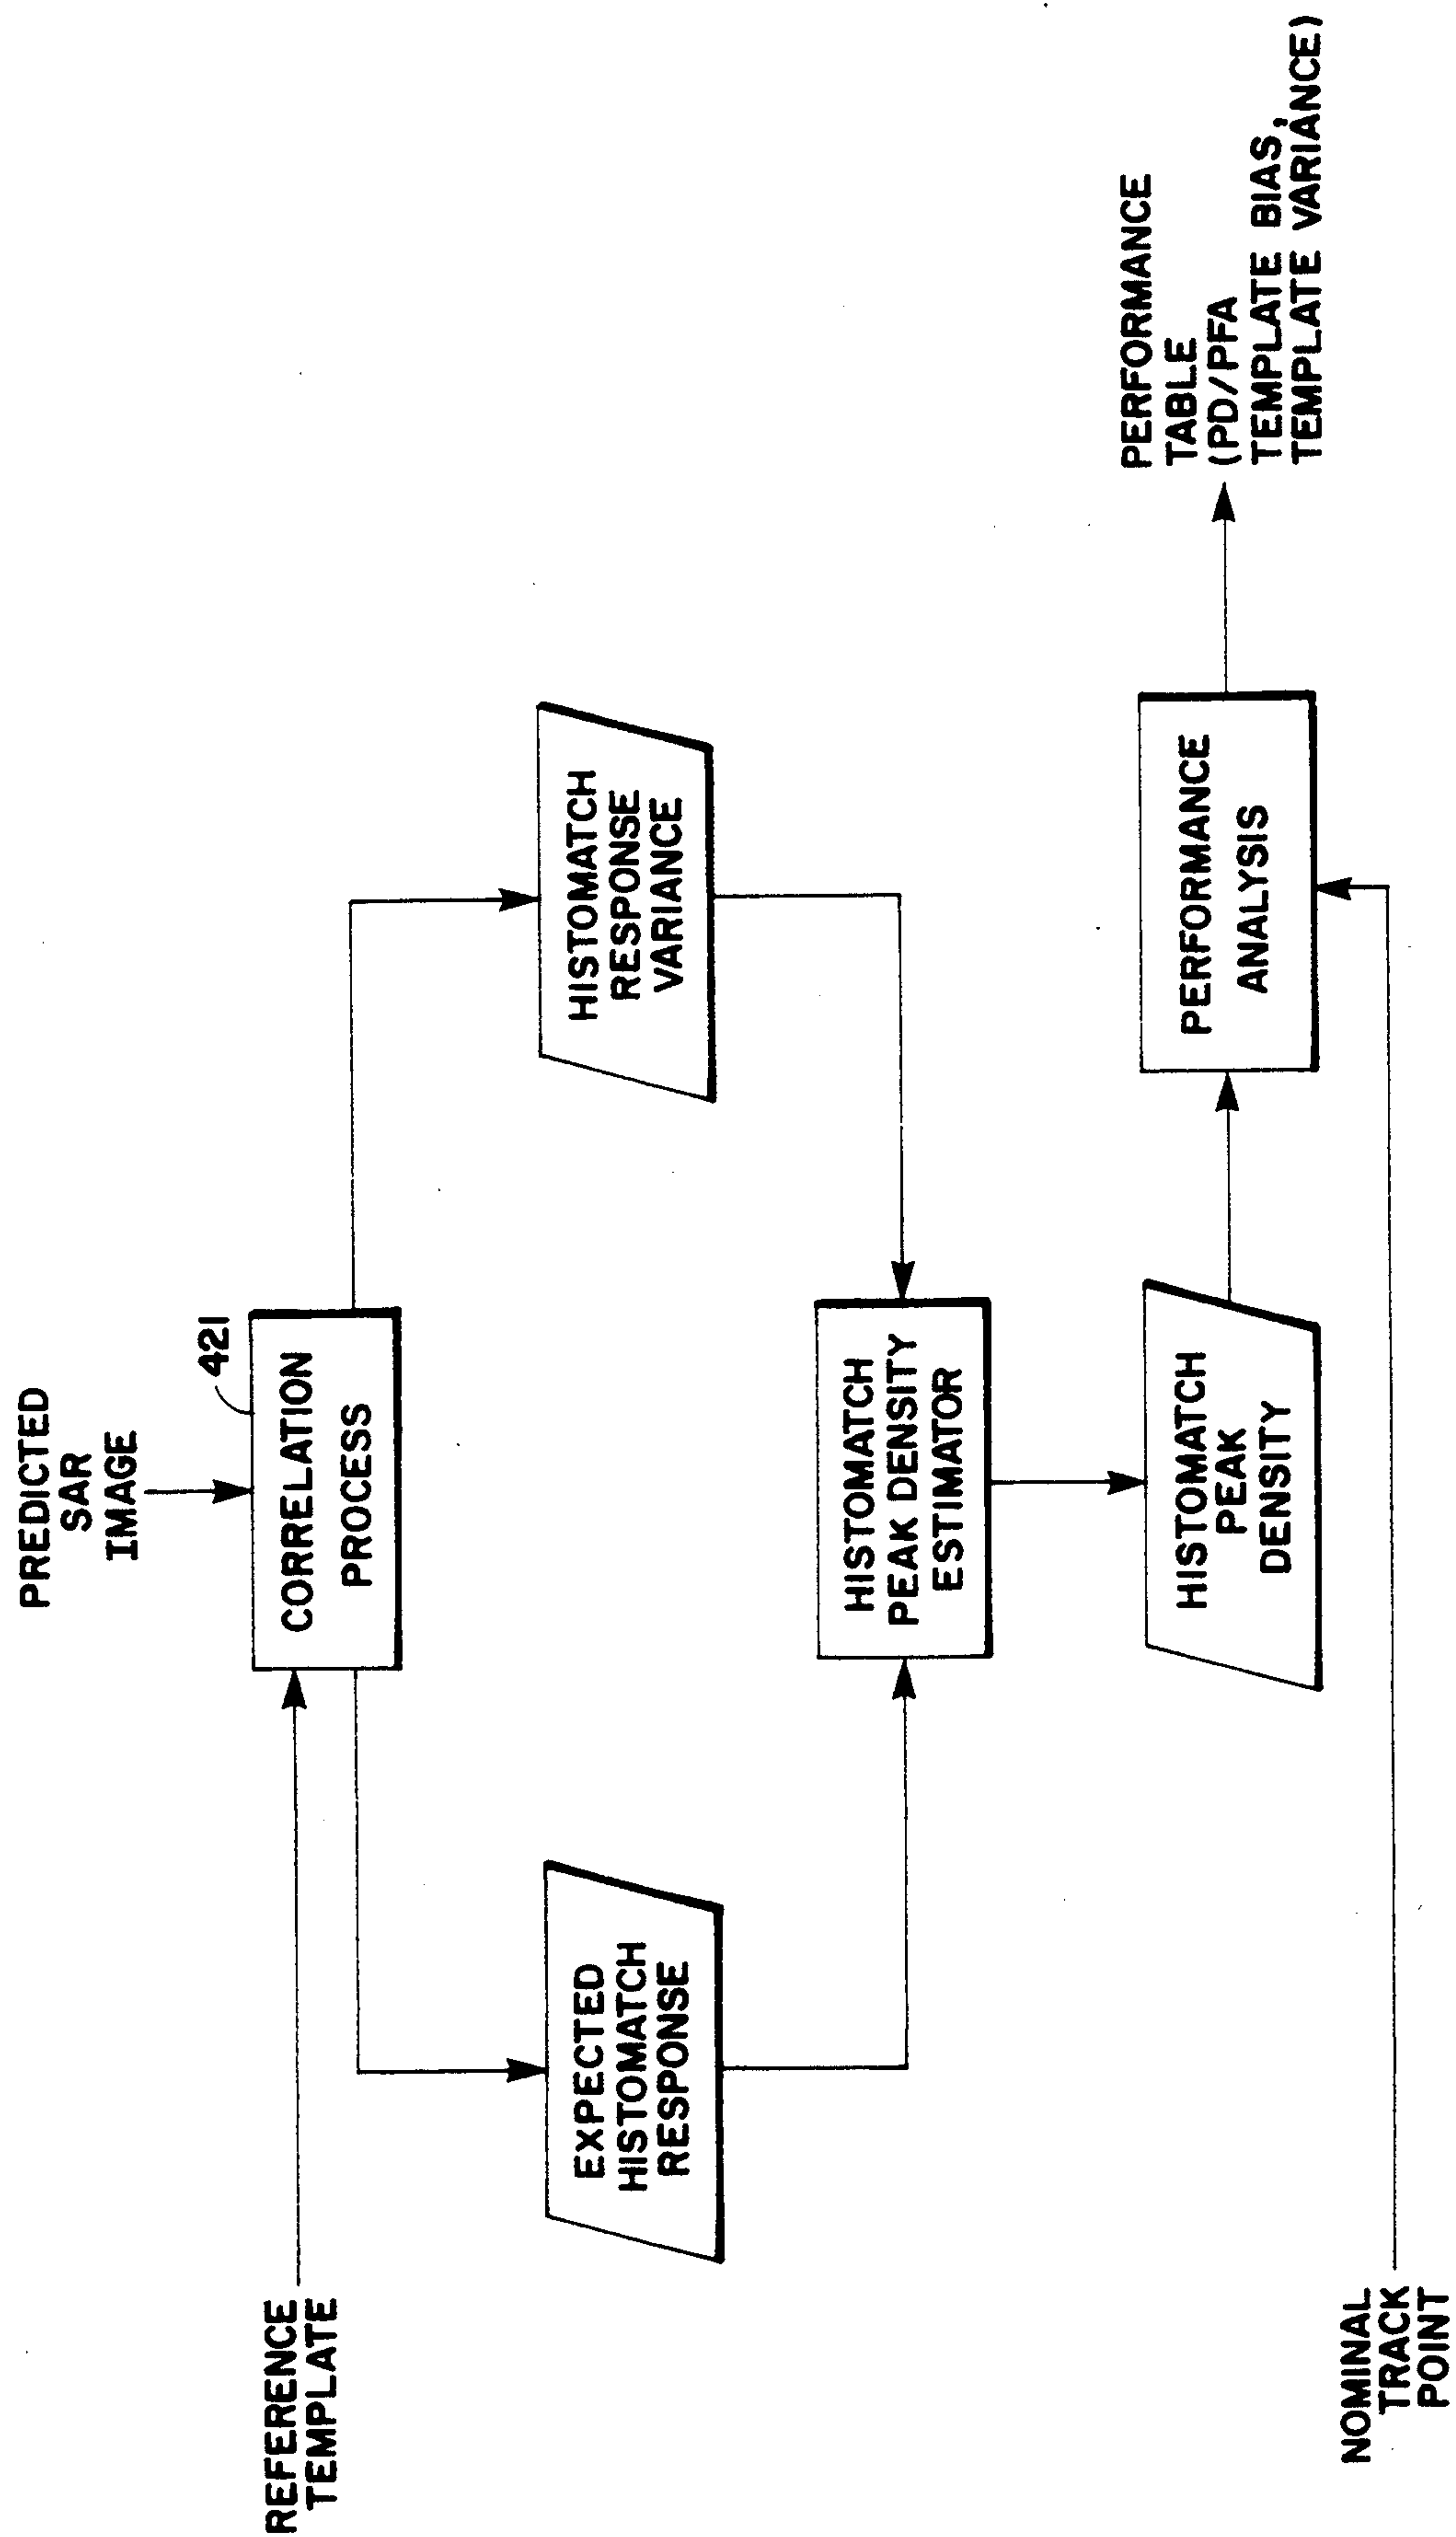 PREDICTED
SAR
IMAGE
421
REFERENCE
TEMPLATE
CORRELATION
PROCESS
EXPECTED
HISTOMATCH
RESPONSE
HISTOMATCH
RESPONSE
VARIANCE
HISTOMATCH
PEAK DENSITY
ESTIMATOR
HISTOMATCH
PEAK
DENSITY
PERFORMANCE
ANALYSIS
PERFORMANCE
TABLE
(PD/PFA
TEMPLATE BIAS,
TEMPLATE VARIANCE)
NOMINAL
TRACK
POINT